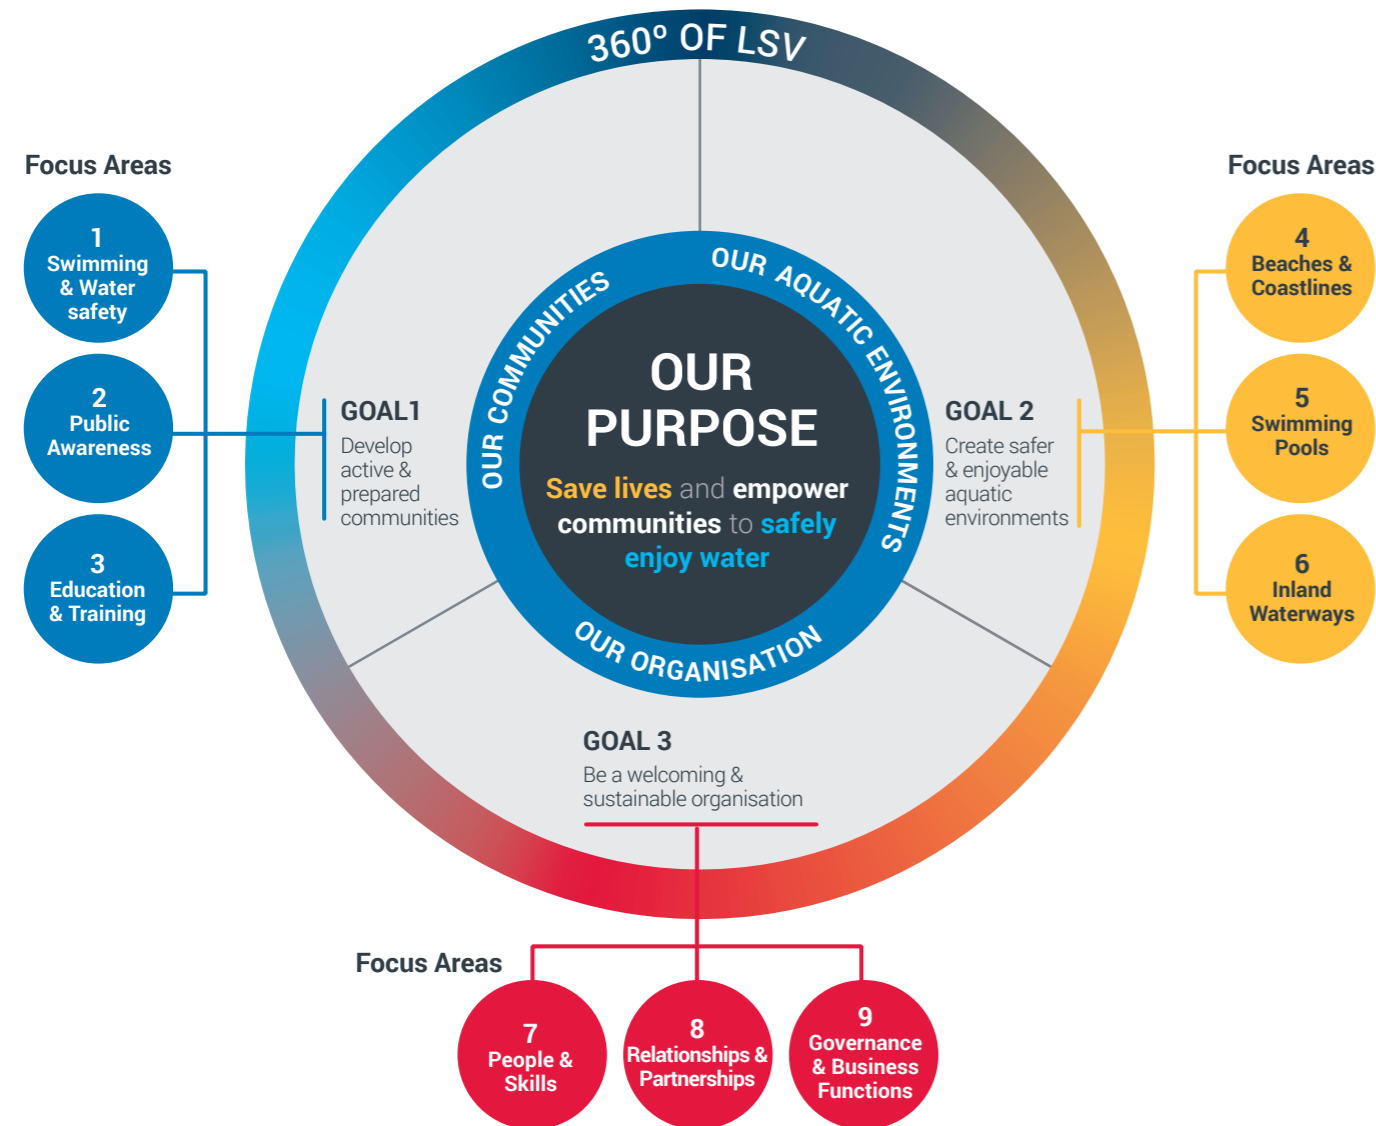 360º OF LSV
Focus Areas
1
Swimming
& Water
safety
2
Public
Awareness
3
Education
& Training
GOAL1
Develop
active &
prepared
communities
OUR COMMUNITIES
OUR AQUATIC ENVIRONMENTS
OUR ORGANISATION
OUR
PURPOSE
Save lives and empower
communities to safely
enjoy water
GOAL 2
Create safer
& enjoyable
aquatic
environments
Focus Areas
4
Beaches &
Coastlines
5
Swimming
Pools
6
Inland
Waterways
GOAL 3
Be a welcoming &
sustainable organisation
Focus Areas
7
People &
Skills
8
Relationships &
Partnerships
9
Governance
& Business
Functions